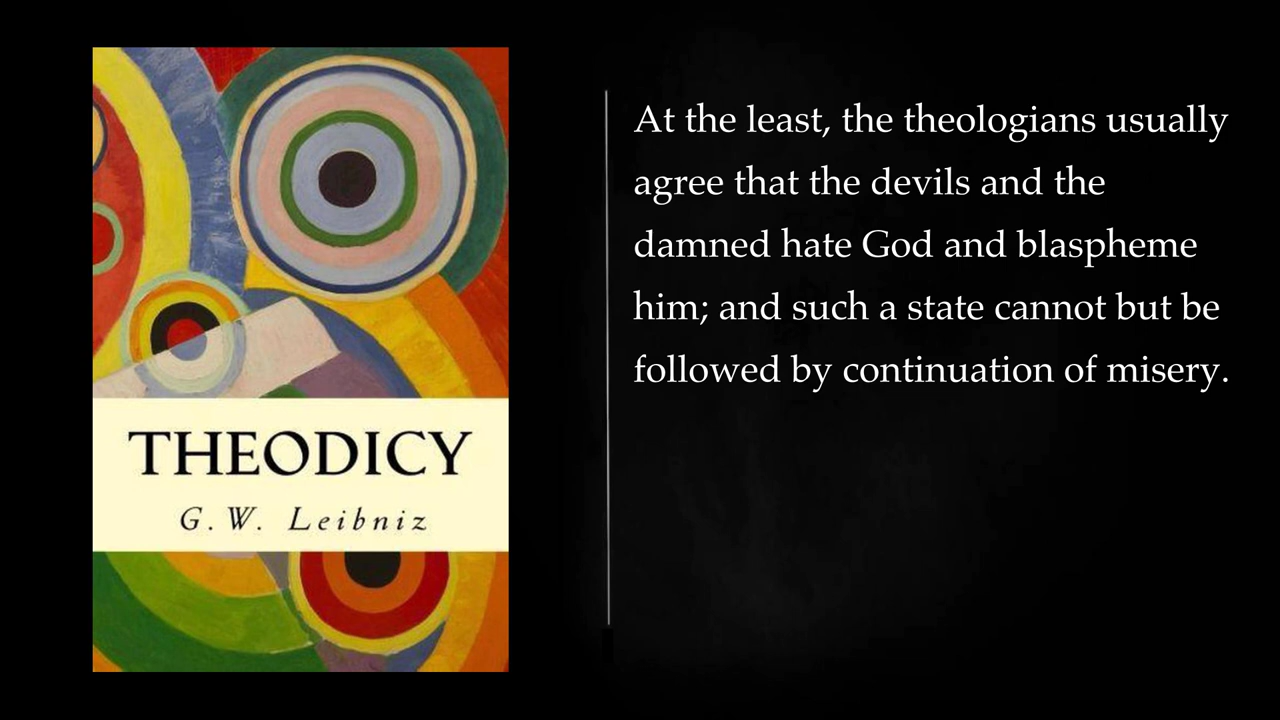 THEODICY
G. W. Leibniz
At the least, the theologians usually
agree that the devils and the
damned hate God and blaspheme
him; and such a state cannot but be
followed by continuation of misery.